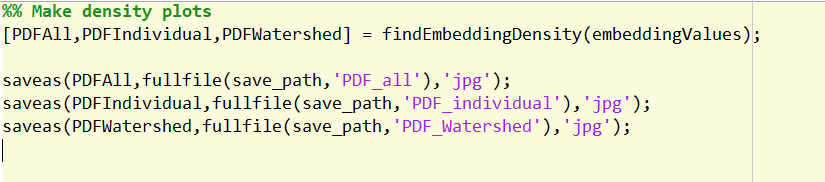 %% Make density plots
[PDFAll,PDFIndividual,PDFWatershed] = findEmbeddingDensity(embeddingValues);
saveas(PDFAll,fullfile(save_path,'PDF_all'),'jpg');
saveas(PDFIndividual,fullfile(save_path,'PDF_individual'),'jpg');
saveas(PDFWatershed,fullfile(save_path,'PDF_Watershed'),'jpg');